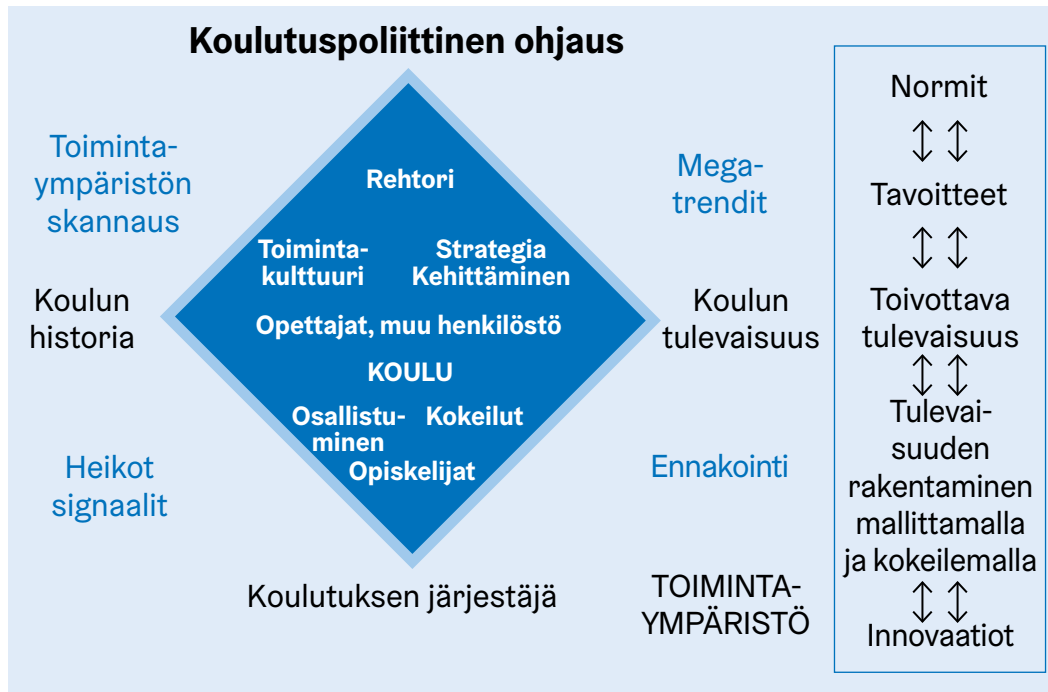 Koulutuspoliittinen ohjaus
Toiminta-
ympäristön
skannaus
Koulun
historia
Heikot
signaalit
Rehtori
Toiminta-
kulttuuri
Strategia
Kehittäminen
Opettajat, muu henkilöstö
KOULU
Osallistu-
minen
Kokeilut
Opiskelijat
Mega-
trendit
Koulun
tulevaisuus
Ennakointi
Koulutuksen järjestäjä
TOIMINTA-
YMPÄRISTÖ
Normit
Tavoitteet
Toivottava
tulevaisuus
Tulevai-
suuden
rakentaminen
mallittamalla
ja kokeilemalla
Innovaatiot